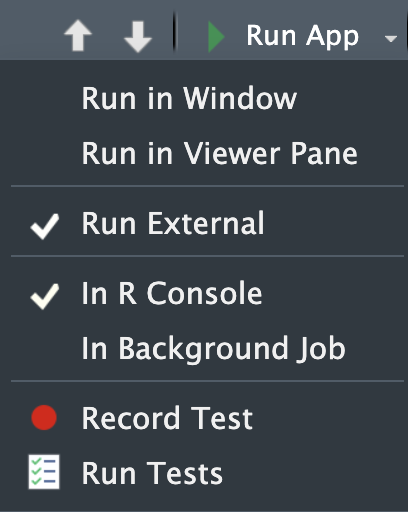 Run App
Run in Window
Run in Viewer Pane
Run External
In R Console
In Background Job
Record Test
Run Tests